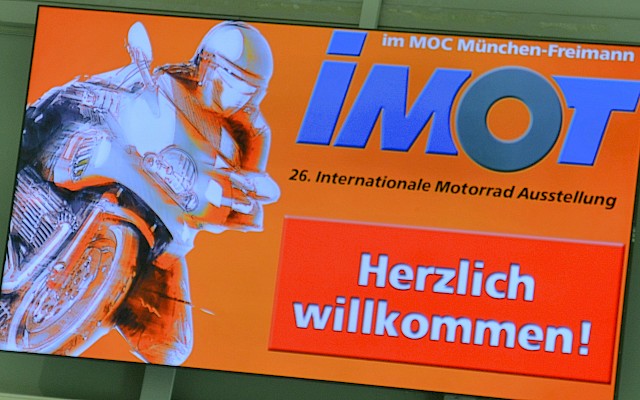 im MOC München-Freimann
iMOT
26. Internationale Motorrad Ausstellung
Herzlich
willkommen!